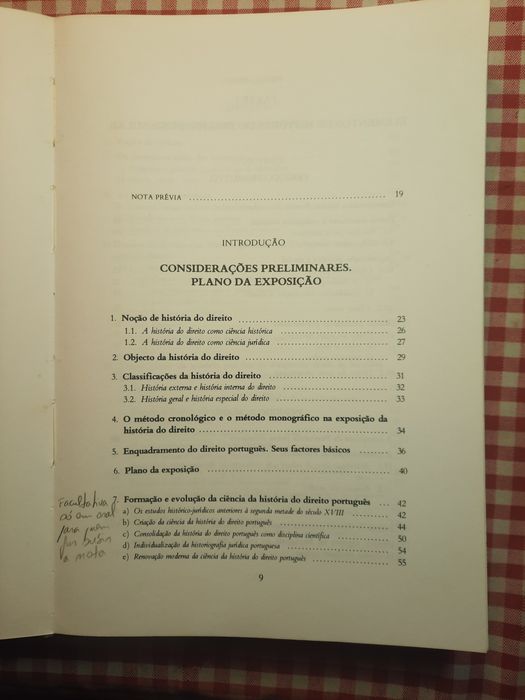 NOTA PRÉVIA ........ 19
INTRODUÇÃO
CONSIDERAÇÕES PRELIMINARES.
PLANO DA EXPOSIÇÃO
1. Noção de história do direito ........ 23
1.1. A história do direito como ciência histórica ........ 26
1.2. A história do direito como ciência jurídica ........ 27
2. Objecto da história do direito ........ 29
3. Classificações da história do direito ........ 31
3.1. História externa e história interna do direito ........ 32
3.2. História geral e história especial do direito ........ 33
4. O método cronológico e o método monográfico na exposição da
história do direito ........ 34
5. Enquadramento do direito português. Seus factores básicos ........ 36
6. Plano da exposição ........ 40
7. Formação e evolução da ciência da história do direito português ... 42
a) Os estudos histórico-jurídicos anteriores à segunda metade do século XVIII ........ 42
b) Criação da ciência da história do direito português ........ 44
c) Consolidação da história do direito português como disciplina científica ........ 50
d) Individualização da historiografia jurídica portuguesa ........ 54
e) Renovação moderna da ciência da história do direito português ........ 55
Facultativa
só em oral
para quem
for
a nota
9